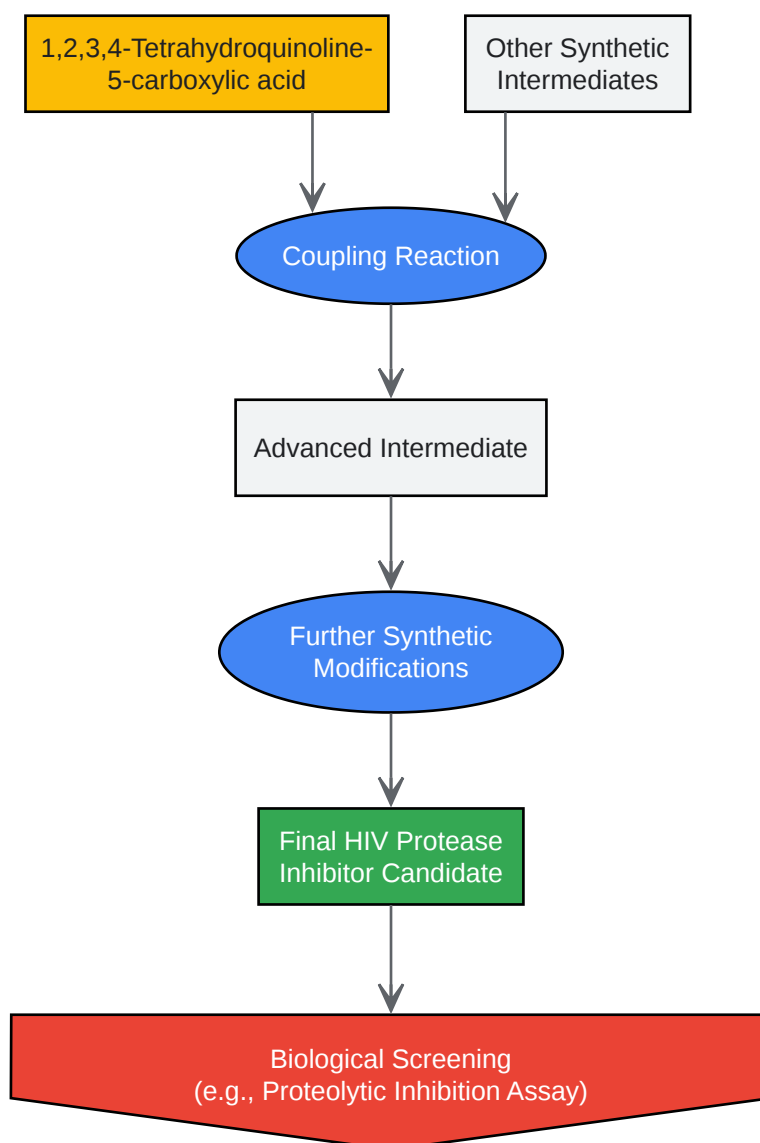 1,2,3,4-Tetrahydroquinoline-
5-carboxylic acid
Other Synthetic
Intermediates
Coupling Reaction
Advanced Intermediate
Further Synthetic
Modifications
Final HIV Protease
Inhibitor Candidate
Biological Screening
(e.g., Proteolytic Inhibition Assay)